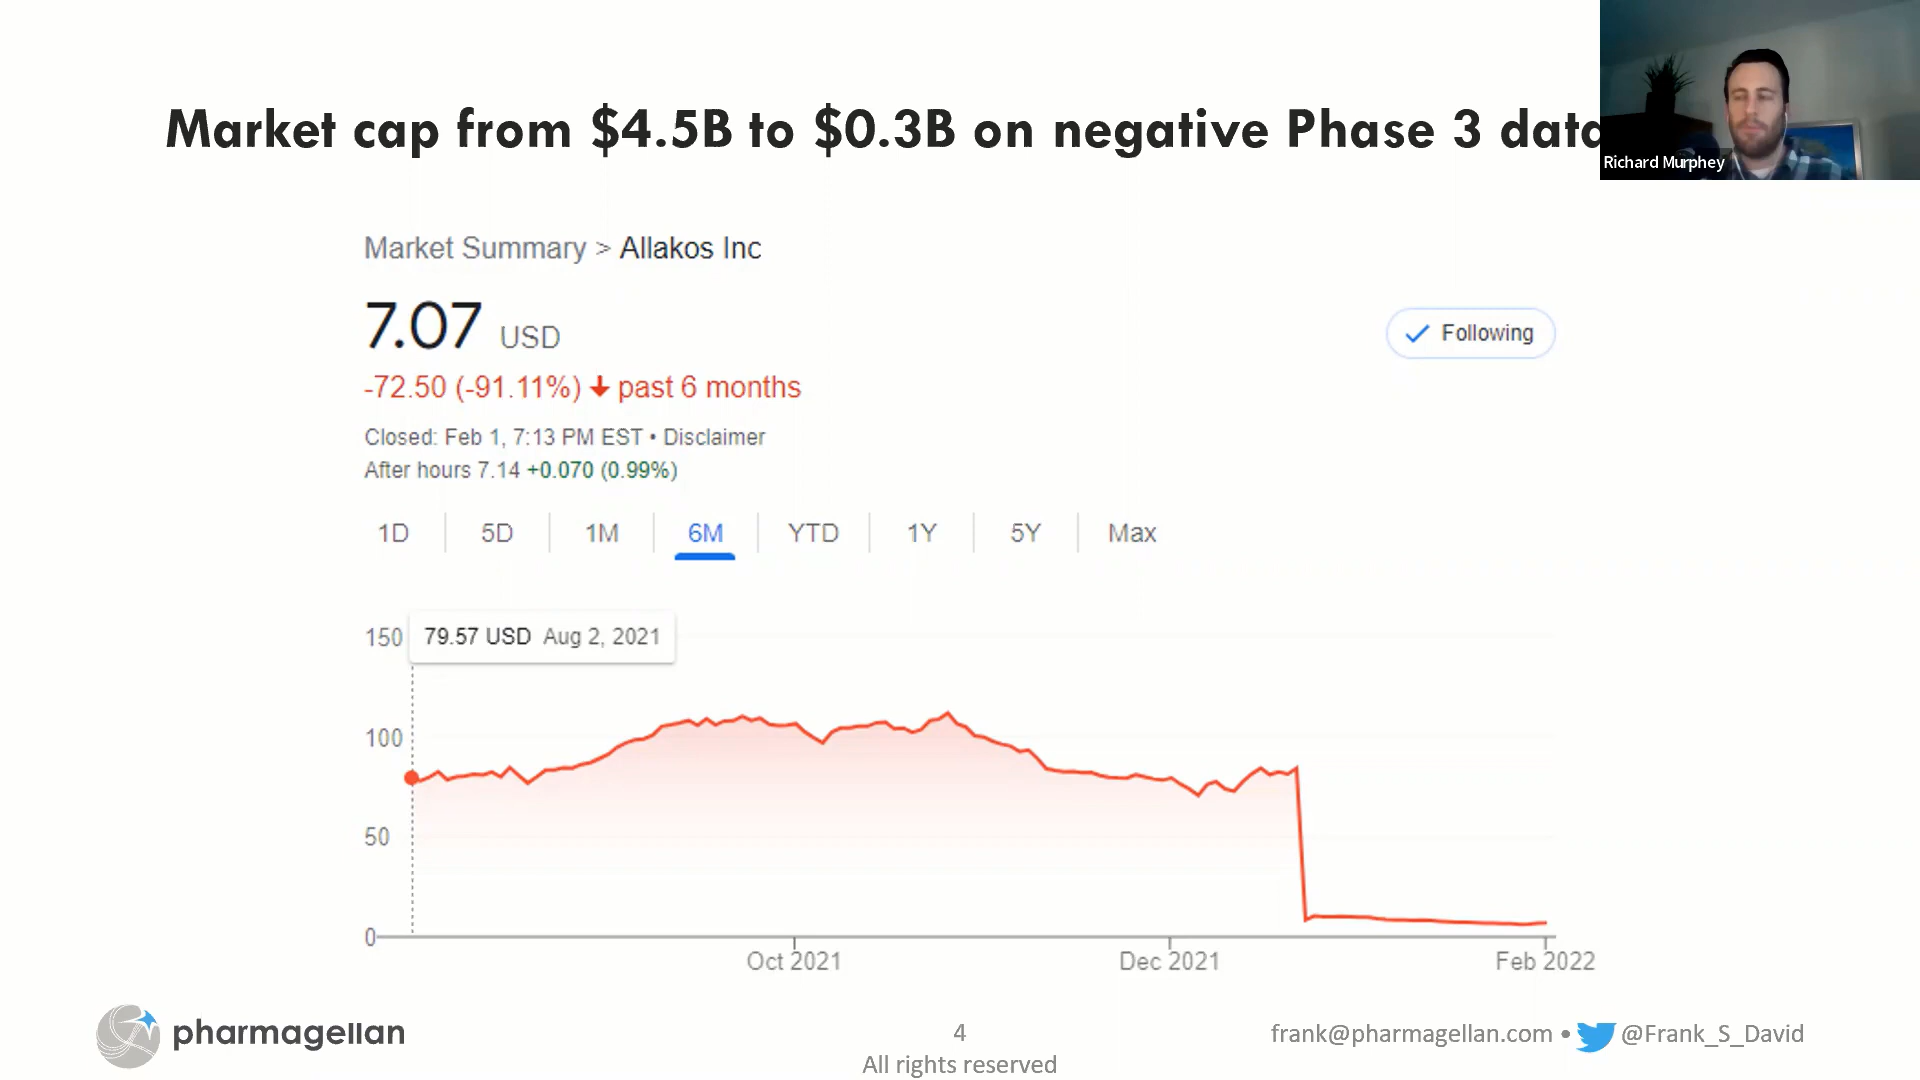 Market cap from $4.5B to $0.3B on negative Phase 3 data
Richard Murphey
Market Summary > Allakos Inc
7.07 USD
Following
-72.50 (-91.11%) ↓ past 6 months
Closed: Feb 1, 7:13 PM EST • Disclaimer
After hours 7.14 +0.070 (0.99%)
1D 5D 1M 6M YTD 1Y 5Y Max
150
79.57 USD Aug 2, 2021
100
50
0
Oct 2021 Dec 2021 Feb 2022
pharmagellan
4
All rights reserved
frank@pharmagellan.com • @Frank_S_David